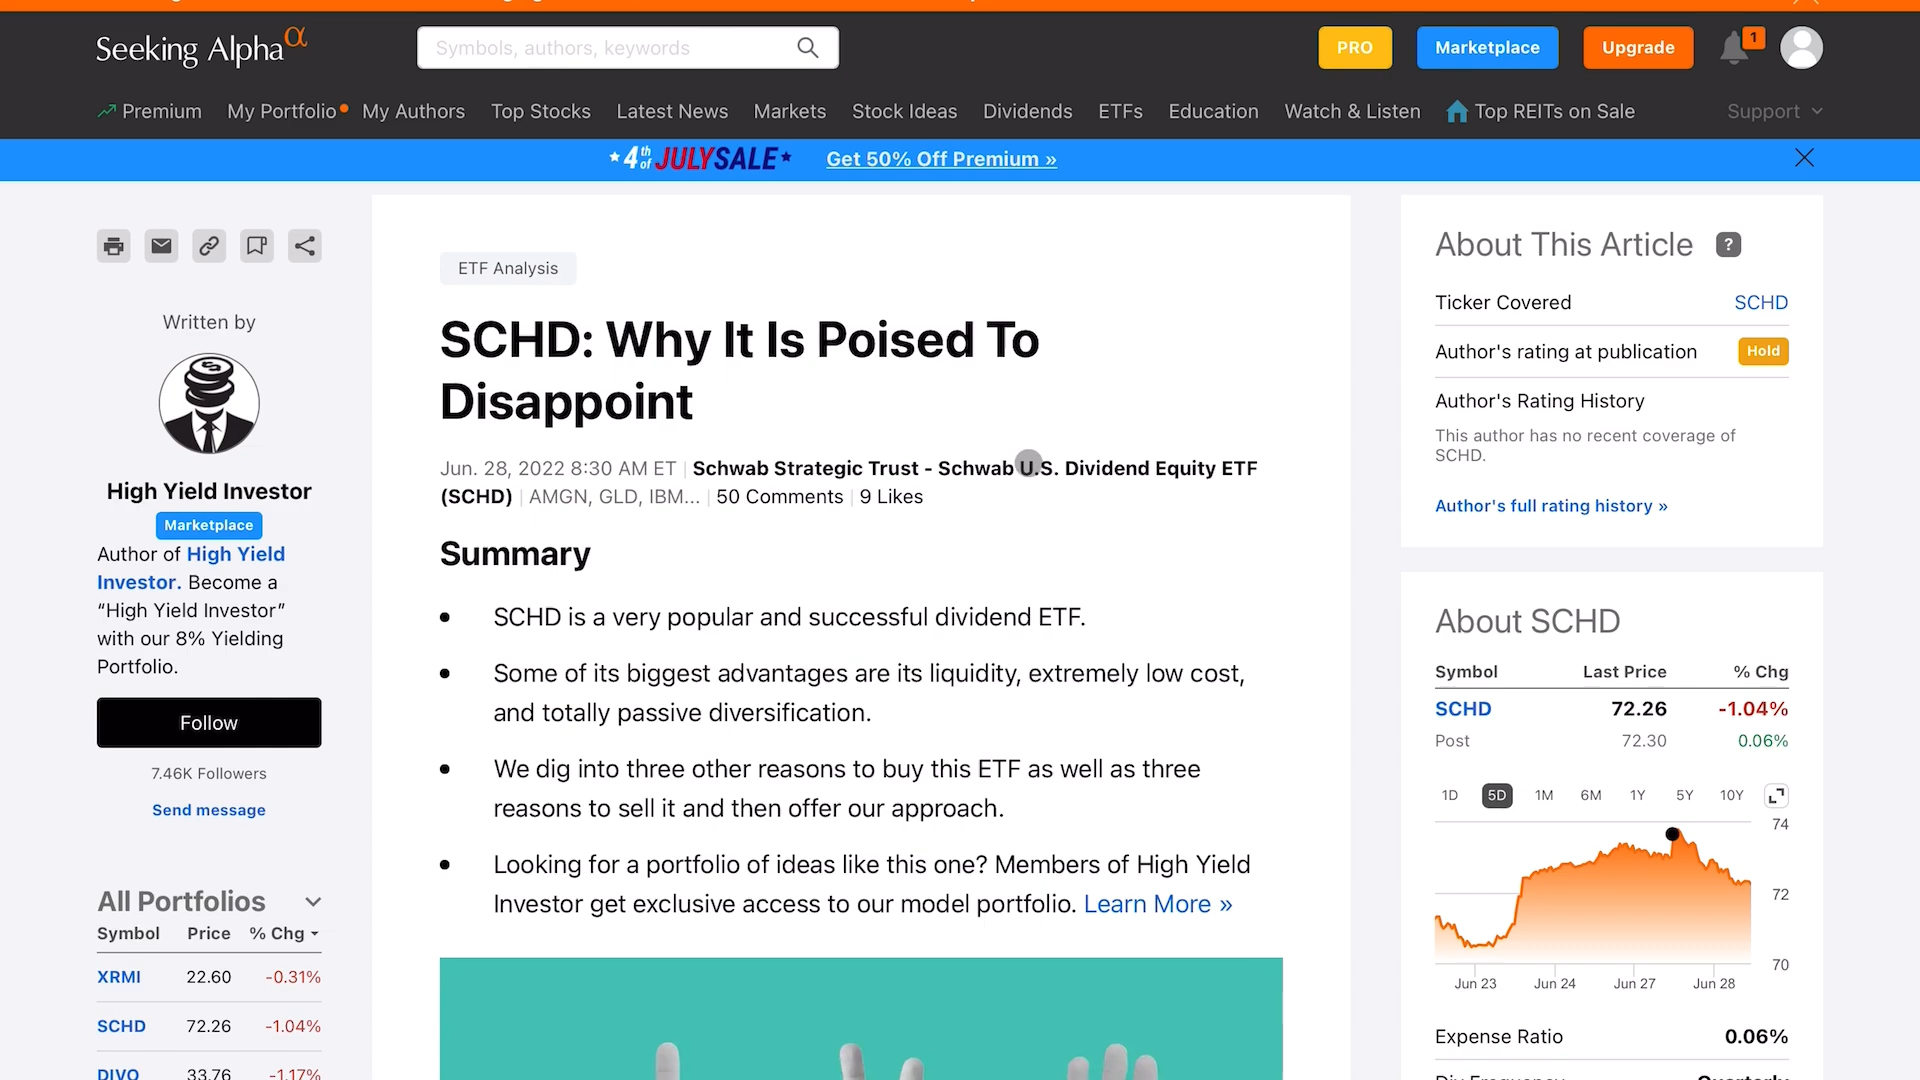 Seeking Alpha α
Symbols, authors, keywords
PRO
Marketplace
Upgrade
1
Premium
My Portfolio
My Authors
Top Stocks
Latest News
Markets
Stock Ideas
Dividends
ETFs
Education
Watch & Listen
Top REITs on Sale
Support
4th of JULY SALE
Get 50% Off Premium »
Written by
High Yield Investor
Marketplace
Author of High Yield
Investor. Become a
“High Yield Investor”
with our 8% Yielding
Portfolio.
Follow
7.46K Followers
Send message
All Portfolios
Symbol Price % Chg
XRMI 22.60 -0.31%
SCHD 72.26 -1.04%
DIVO 33.76 -1.17%
ETF Analysis
SCHD: Why It Is Poised To
Disappoint
Jun. 28, 2022 8:30 AM ET | Schwab Strategic Trust - Schwab U.S. Dividend Equity ETF
(SCHD) | AMGN, GLD, IBM... | 50 Comments | 9 Likes
Summary
SCHD is a very popular and successful dividend ETF.
Some of its biggest advantages are its liquidity, extremely low cost,
and totally passive diversification.
We dig into three other reasons to buy this ETF as well as three
reasons to sell it and then offer our approach.
Looking for a portfolio of ideas like this one? Members of High Yield
Investor get exclusive access to our model portfolio. Learn More »
About This Article ?
Ticker Covered SCHD
Author's rating at publication Hold
Author's Rating History
This author has no recent coverage of
SCHD.
Author's full rating history »
About SCHD
Symbol Last Price % Chg
SCHD 72.26 -1.04%
Post 72.30 0.06%
1D 5D 1M 6M 1Y 5Y 10Y
74
72
70
Jun 23 Jun 24 Jun 27 Jun 28
Expense Ratio 0.06%
Div Frequency Quarterly